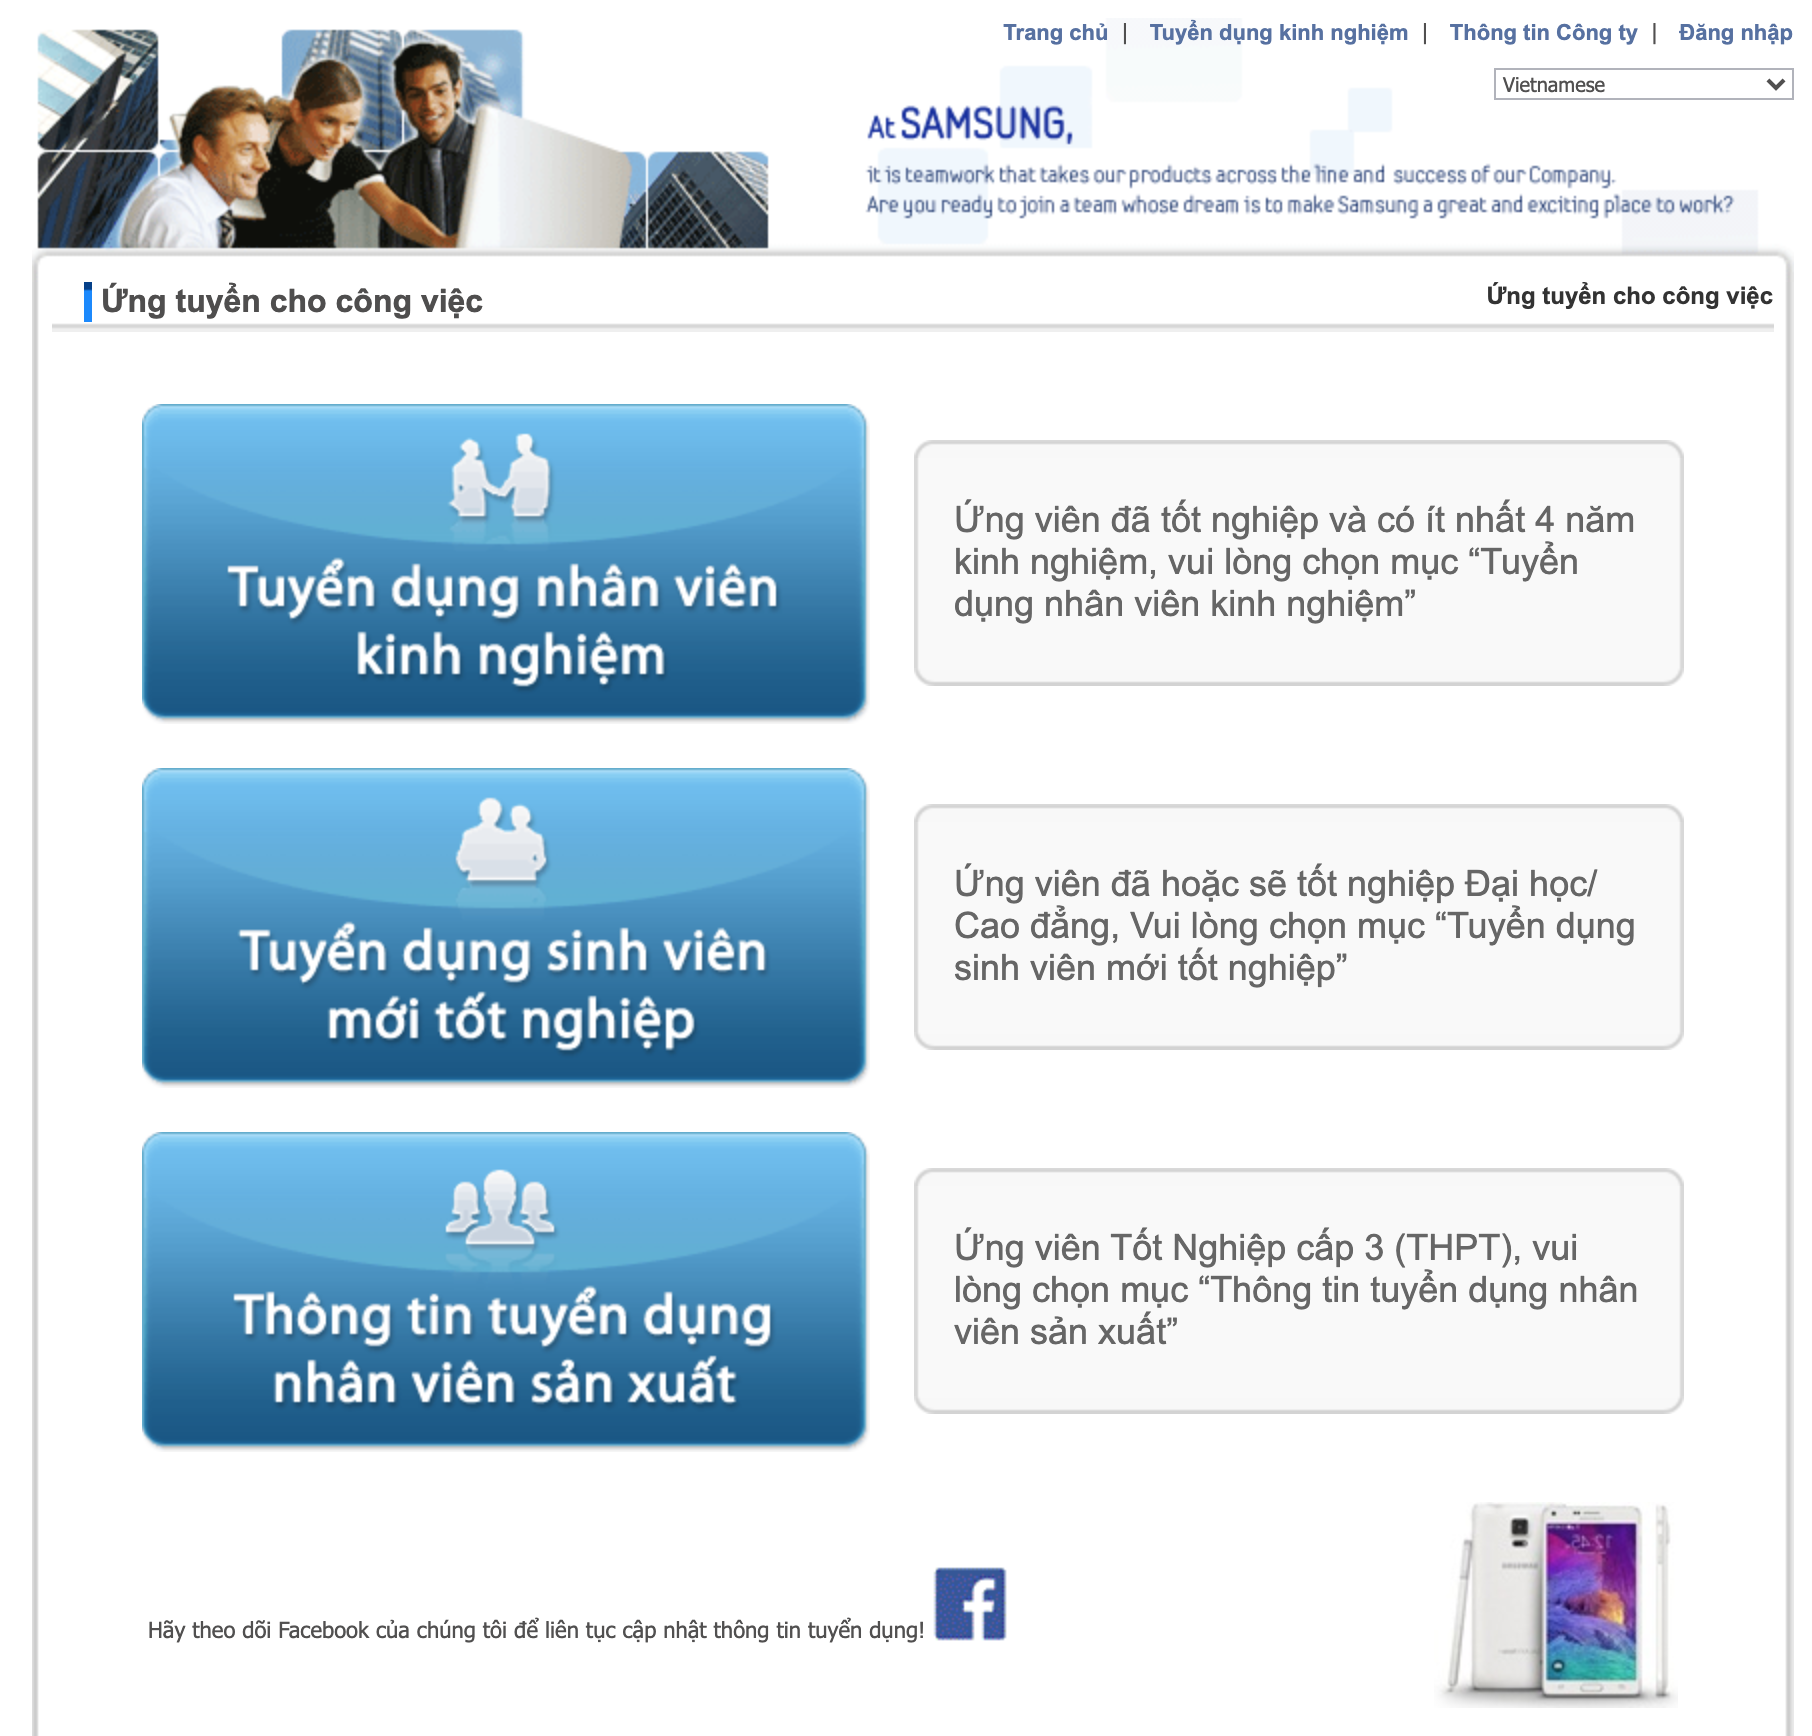 Trang chủ | Tuyển dụng kinh nghiệm | Thông tin Công ty | Đăng nhập
Vietnamese
At SAMSUNG,
it is teamwork that takes our products across the line and success of our Company.
Are you ready to join a team whose dream is to make Samsung a great and exciting place to work?
Ứng tuyển cho công việc
Ứng tuyển cho công việc
Tuyển dụng nhân viên
kinh nghiệm
Ứng viên đã tốt nghiệp và có ít nhất 4 năm
kinh nghiệm, vui lòng chọn mục “Tuyển
dụng nhân viên kinh nghiệm”
Tuyển dụng sinh viên
mới tốt nghiệp
Ứng viên đã hoặc sẽ tốt nghiệp Đại học/
Cao đẳng, Vui lòng chọn mục “Tuyển dụng
sinh viên mới tốt nghiệp”
Thông tin tuyển dụng
nhân viên sản xuất
Ứng viên Tốt Nghiệp cấp 3 (THPT), vui
lòng chọn mục “Thông tin tuyển dụng nhân
viên sản xuất”
Hãy theo dõi Facebook của chúng tôi để liên tục cập nhật thông tin tuyển dụng!
f
12:45